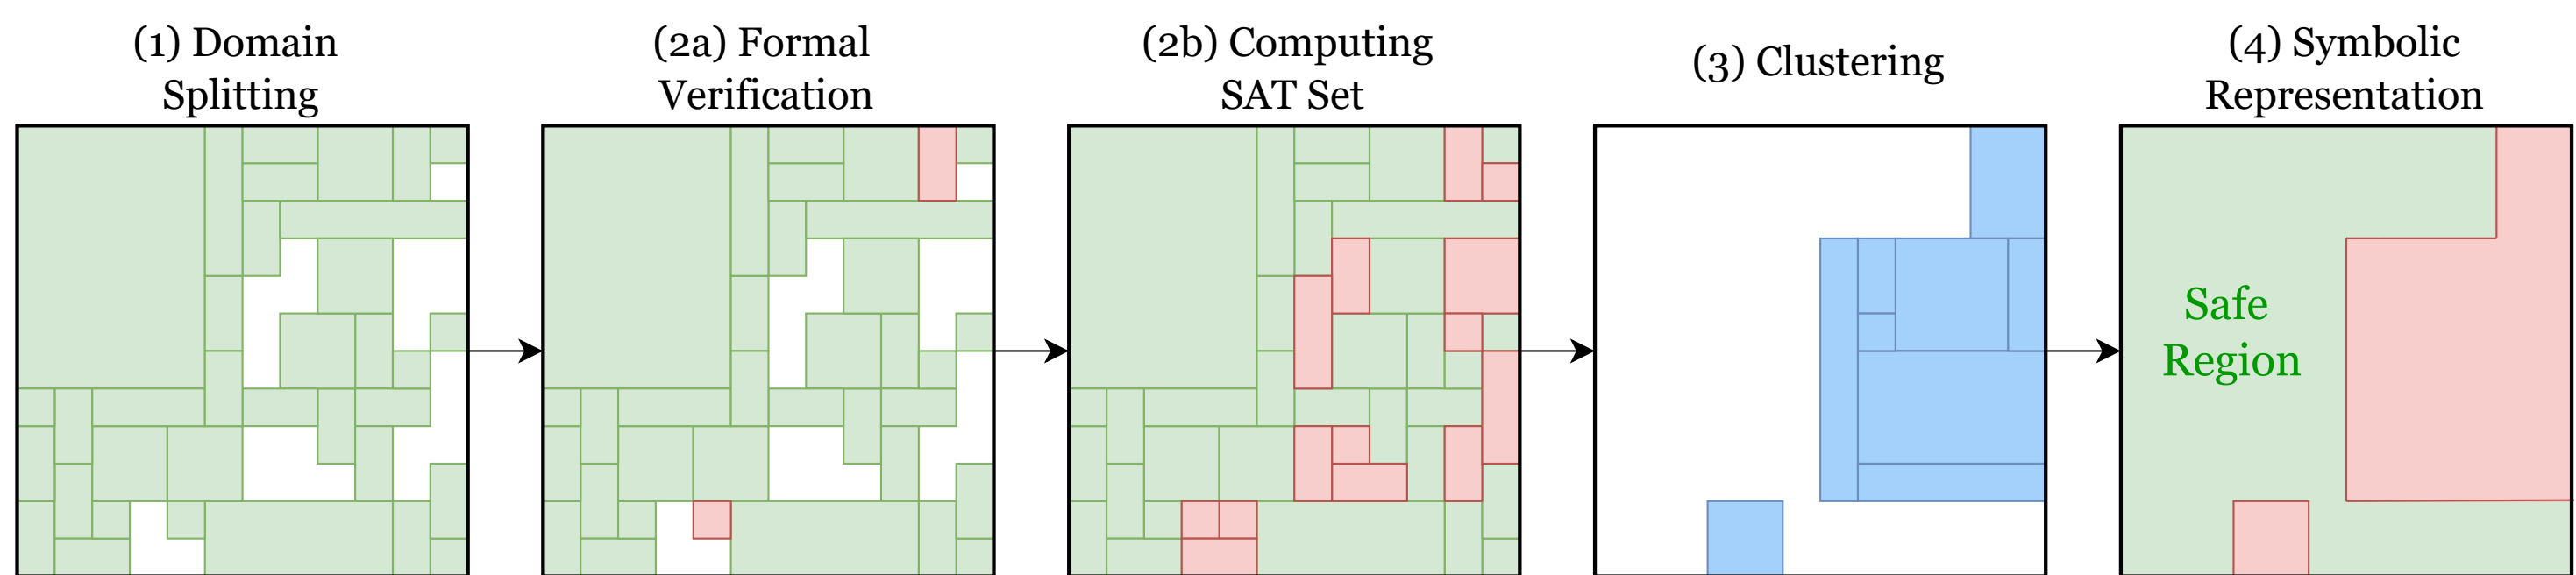 (1) Domain
Splitting
(2a) Formal
Verification
(2b) Computing
SAT Set
(3) Clustering
(4) Symbolic
Representation
Safe
Region